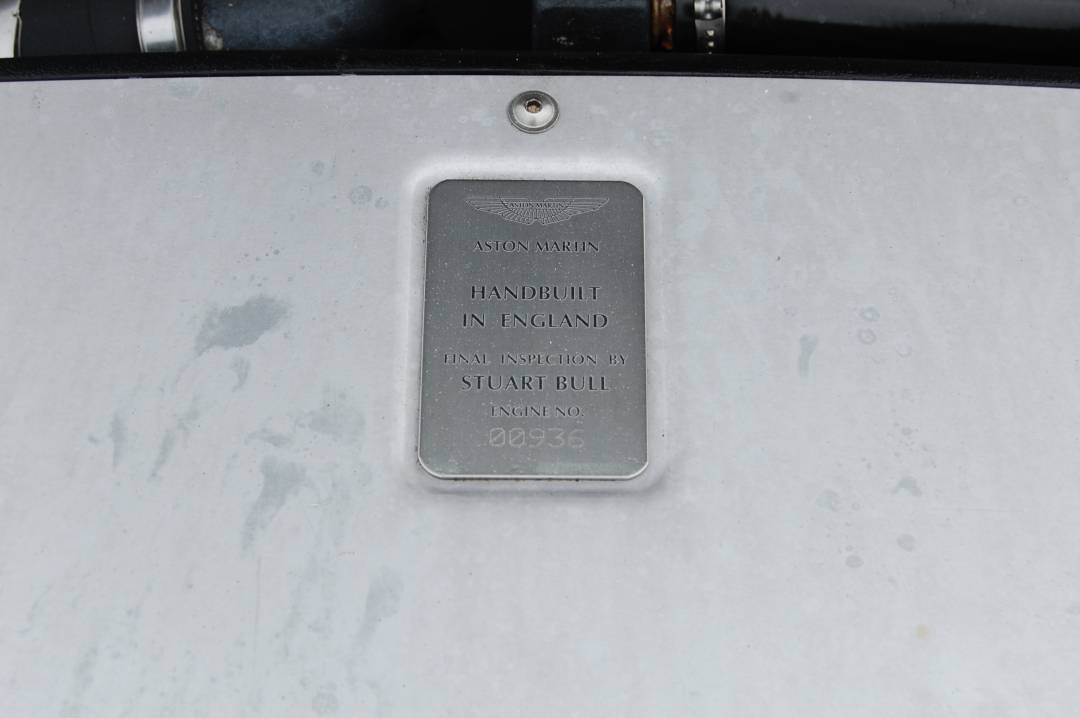 ASTON MARTIN
ASTON MARTIN
HANDBUILT
IN ENGLAND
FINAL INSPECTION BY
STUART BULL
ENGINE NO.
00936